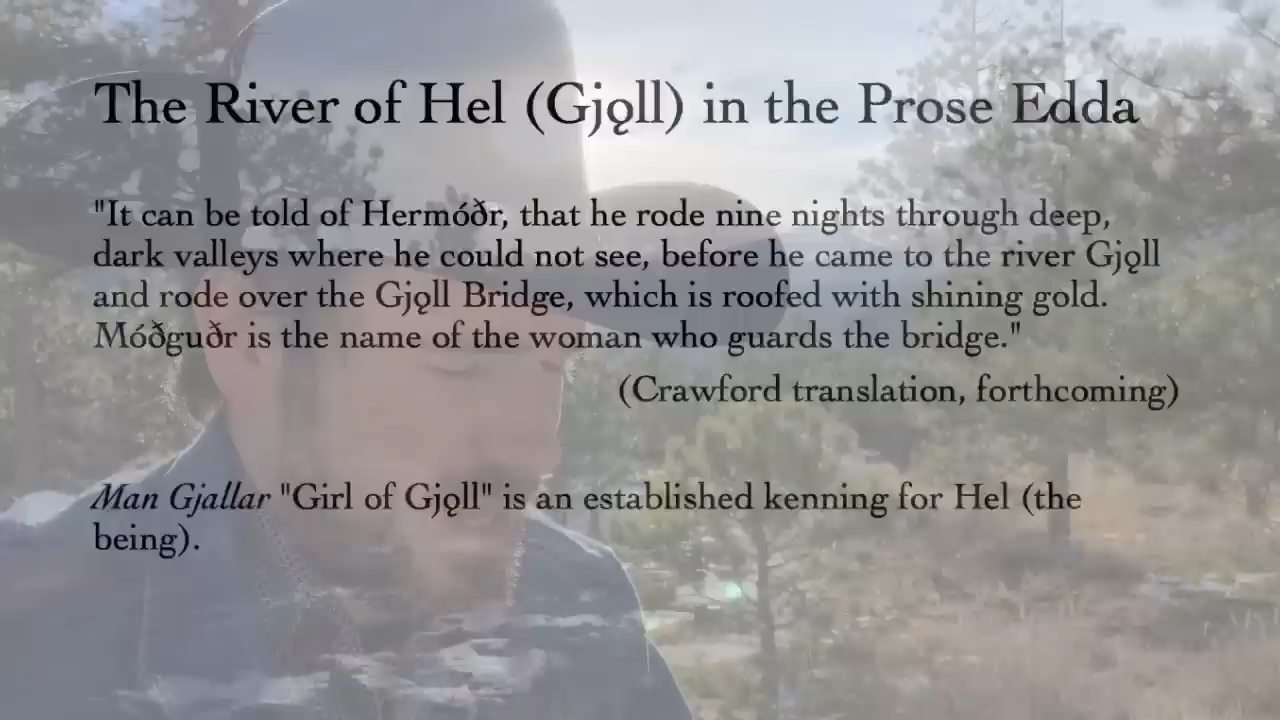 The River of Hel (Gjǫll) in the Prose Edda
"It can be told of Hermóðr, that he rode nine nights through deep,
dark valleys where he could not see, before he came to the river Gjǫll
and rode over the Gjǫll Bridge, which is roofed with shining gold.
Móðguðr is the name of the woman who guards the bridge."
(Crawford translation, forthcoming)
Man Gjallar "Girl of Gjǫll" is an established kenning for Hel (the
being).